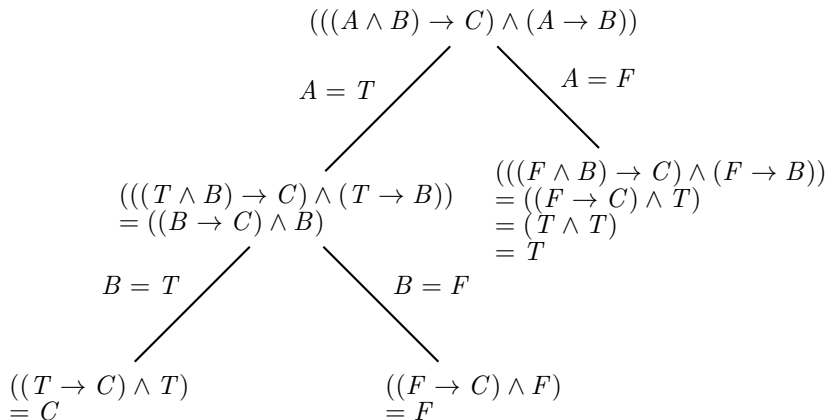 (((A ∧ B) → C) ∧ (A → B))
A = T
A = F
(((T ∧ B) → C) ∧ (T → B))
= ((B → C) ∧ B)
(((F ∧ B) → C) ∧ (F → B))
= ((F → C) ∧ T)
= (T ∧ T)
= T
B = T
B = F
((T → C) ∧ T)
= C
((F → C) ∧ F)
= F